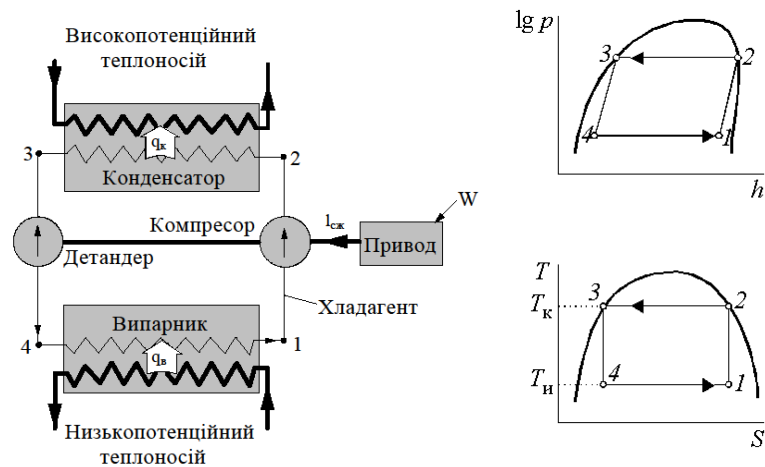 Високопотенційний
теплоносій
qк
3
2
Конденсатор
Компресор
lсж
W
Привод
Детандер
Хладагент
Випарник
4
1
qв
Низькопотенційний
теплоносій
lg p
3
2
4
1
h
T
Tк
3
2
Tи
4
1
S